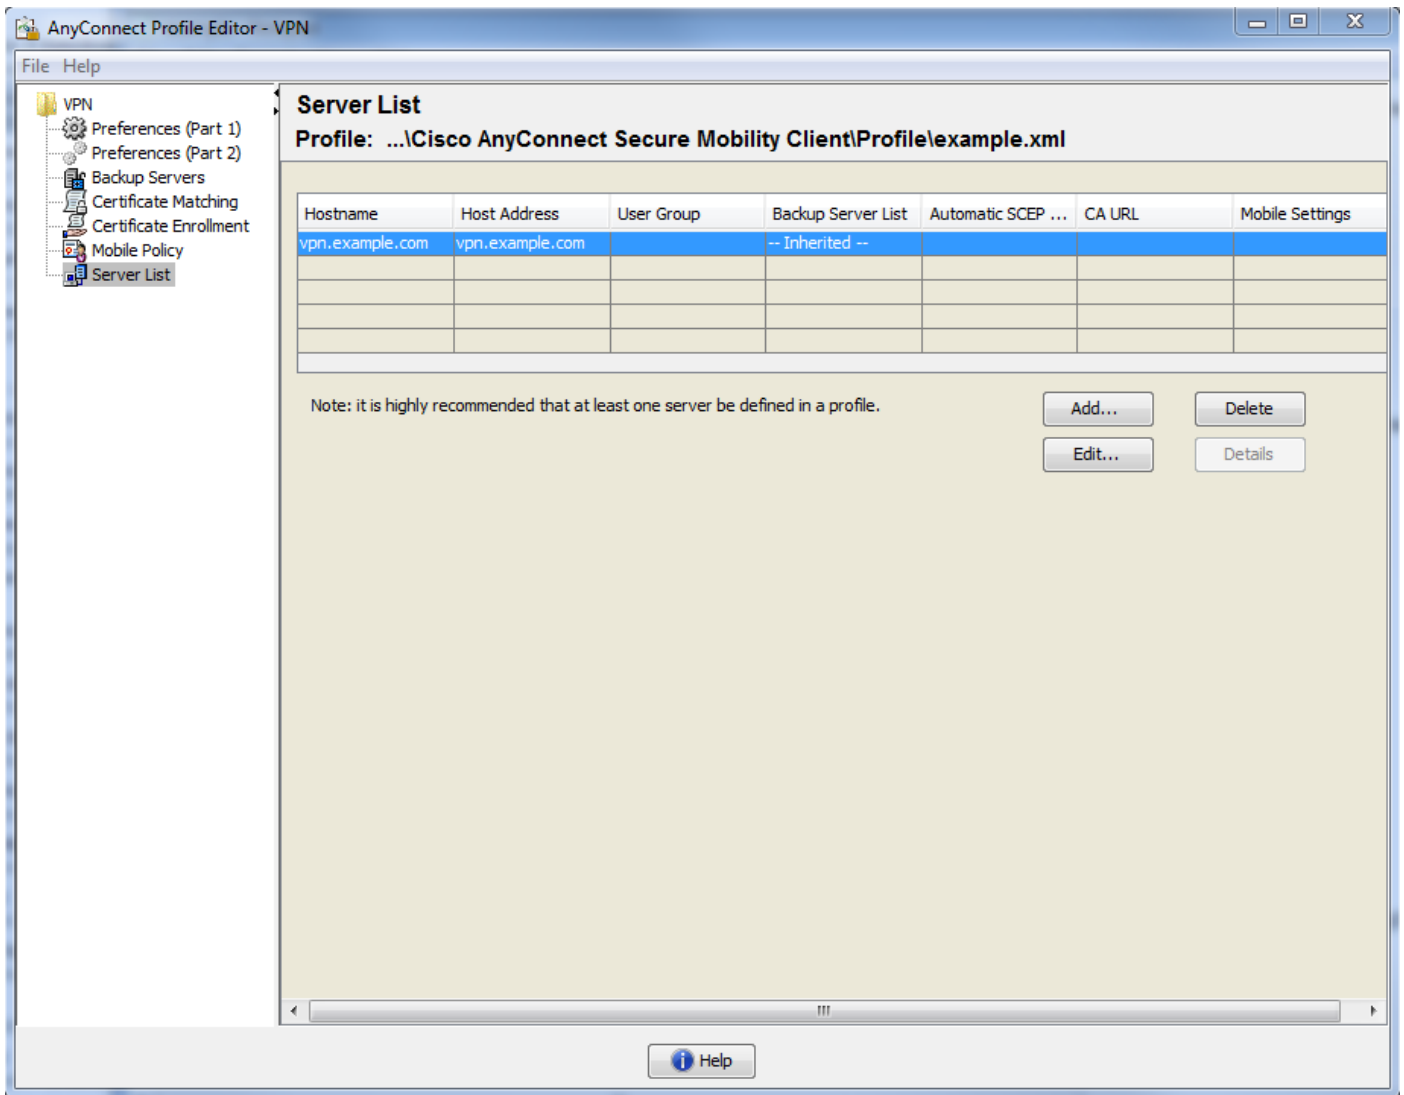 AnyConnect Profile Editor - VPN
File Help
VPN
Preferences (Part 1)
Preferences (Part 2)
Backup Servers
Certificate Matching
Certificate Enrollment
Mobile Policy
Server List
Server List
Profile: ...\Cisco AnyConnect Secure Mobility Client\Profile\example.xml
Hostname Host Address User Group Backup Server List Automatic SCEP ... CA URL Mobile Settings
vpn.example.com vpn.example.com -- Inherited --
Note: it is highly recommended that at least one server be defined in a profile.
Add... Delete
Edit... Details
Help